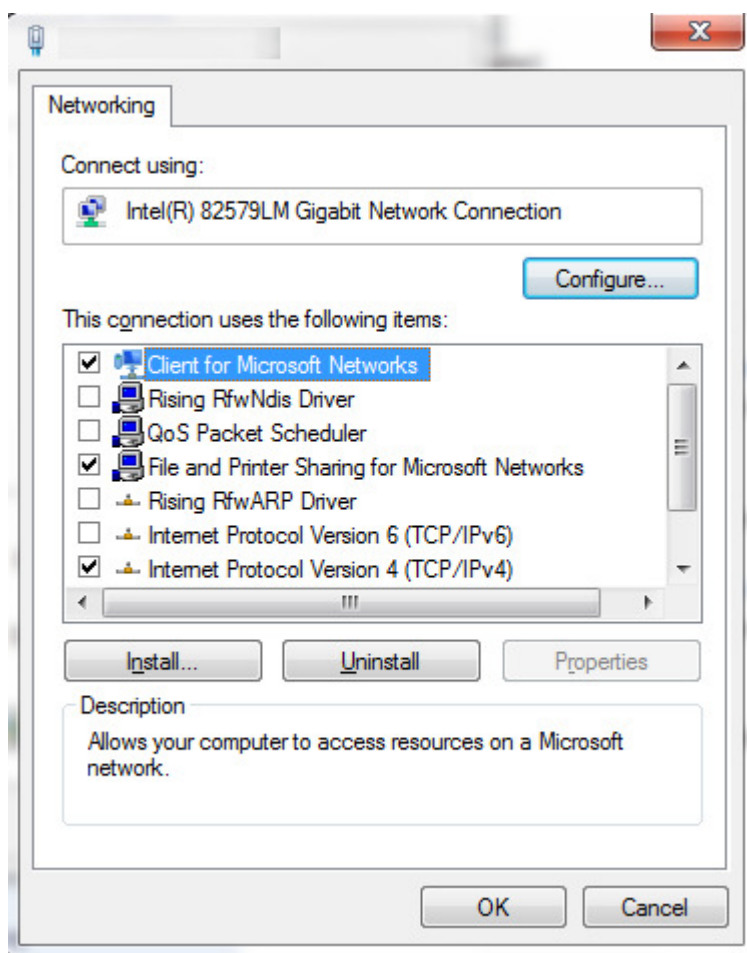 Networking
Connect using:
Intel(R) 82579LM Gigabit Network Connection
Configure...
This connection uses the following items:
Client for Microsoft Networks
Rising RfwNdis Driver
QoS Packet Scheduler
File and Printer Sharing for Microsoft Networks
Rising RfwARP Driver
Internet Protocol Version 6 (TCP/IPv6)
Internet Protocol Version 4 (TCP/IPv4)
Install...
Uninstall
Properties
Description
Allows your computer to access resources on a Microsoft
network.
OK
Cancel